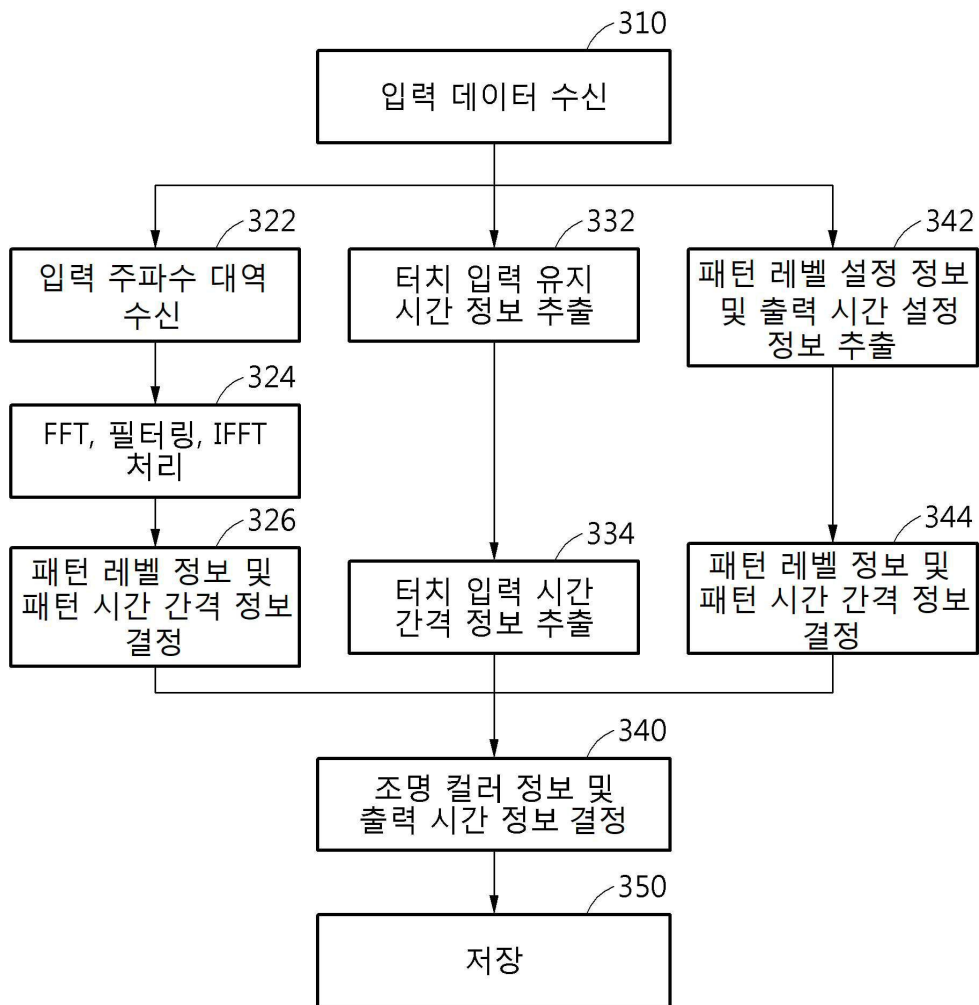 310
입력 데이터 수신
322
입력 주파수 대역
수신
332
터치 입력 유지
시간 정보 추출
342
패턴 레벨 설정 정보
및 출력 시간 설정
정보 추출
324
FFT, 필터링, IFFT
처리
326
패턴 레벨 정보 및
패턴 시간 간격 정보
결정
334
터치 입력 시간
간격 정보 추출
344
패턴 레벨 정보 및
패턴 시간 간격 정보
결정
340
조명 컬러 정보 및
출력 시간 정보 결정
350
저장